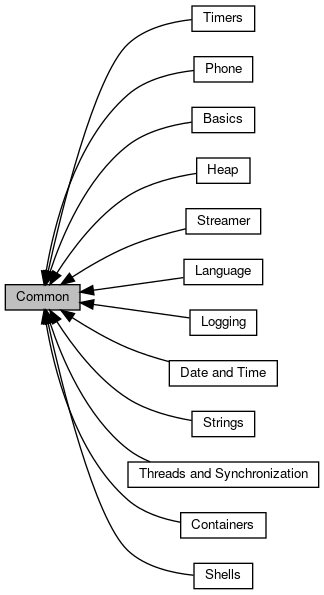 Timers
Phone
Basics
Heap
Streamer
Language
Common
Logging
Date and Time
Strings
Threads and Synchronization
Containers
Shells